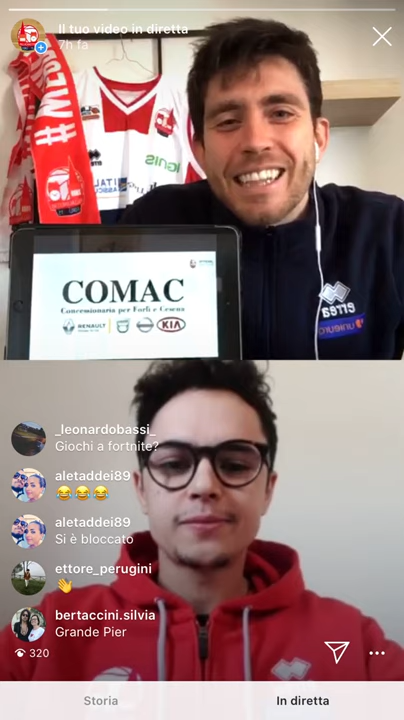 Il tuo video in diretta
7h fa
COMAC
Concessionaria per Forlì e Cesena
RENAULT
KIA
errea
_leonardobassi_
Giochi a fortnite?
aletaddei89
😂😂😂
aletaddei89
Si è bloccato
ettore_perugini
👋
bertaccini.silvia
Grande Pier
320
Storia
In diretta